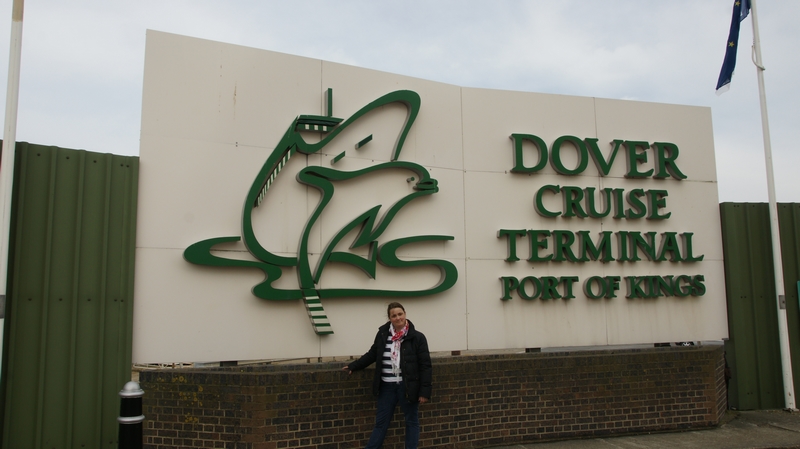 DOVER
CRUISE
TERMINAL
PORT OF KINGS